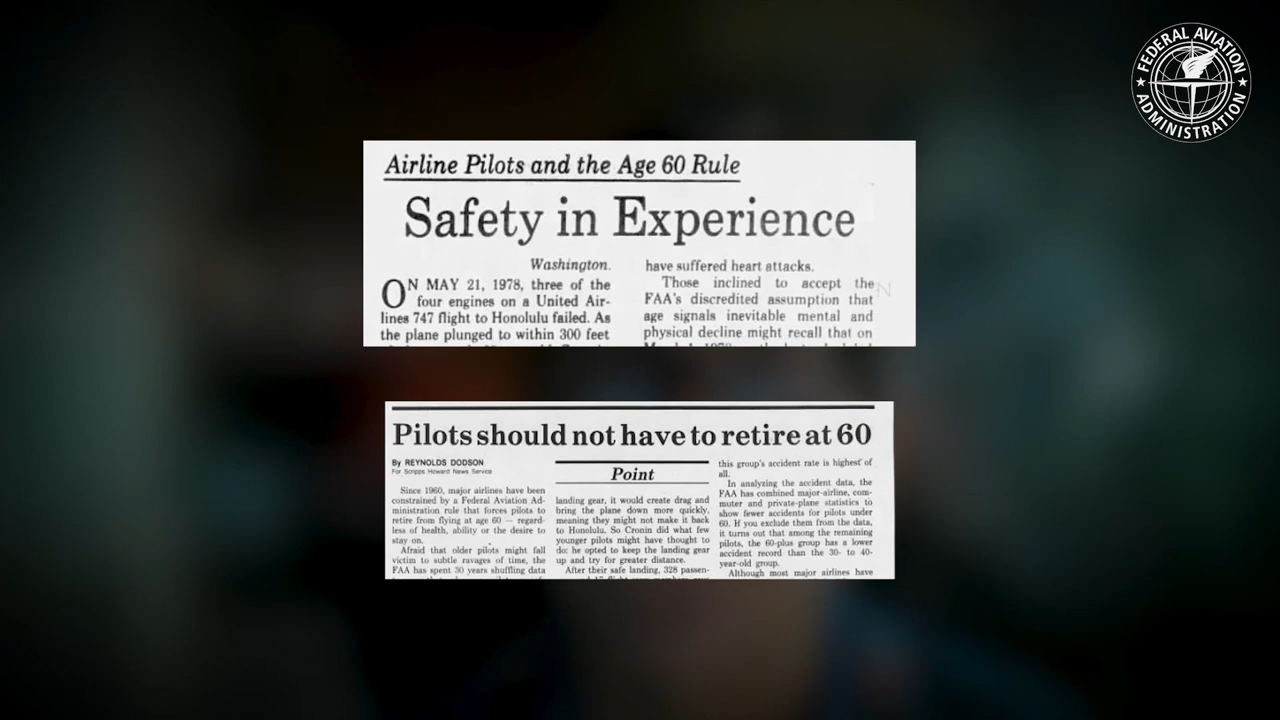 FEDERAL AVIATION
ADMINISTRATION
Airline Pilots and the Age 60 Rule
Safety in Experience
Washington.
ON MAY 21, 1978, three of the
four engines on a United Air-
lines 747 flight to Honolulu failed. As
the plane plunged to within 300 feet
have suffered heart attacks.
Those inclined to accept the
FAA's discredited assumption that
age signals inevitable mental and
physical decline might recall that on
Pilots should not have to retire at 60
By REYNOLDS DODSON
For Scripps Howard News Service
Since 1960, major airlines have been
constrained by a Federal Aviation Ad-
ministration rule that forces pilots to
retire from flying at age 60 — regard-
less of health, ability or the desire to
stay on.
Afraid that older pilots might fall
victim to subtle ravages of time, the
FAA has spent 30 years shuffling data
Point
landing gear, it would create drag and
bring the plane down more quickly,
meaning they might not make it back
to Honolulu. So Cronin did what few
younger pilots might have thought to
do: he opted to keep the landing gear
up and try for greater distance.
After their safe landing, 328 passen-
this group's accident rate is highest of
all.
In analyzing the accident data, the
FAA has combined major-airline, com-
muter and private-plane statistics to
show fewer accidents for pilots under
60. If you exclude them from the data,
it turns out that among the remaining
pilots, the 60-plus group has a lower
accident record than the 30- to 40-
year-old group.
Although most major airlines have